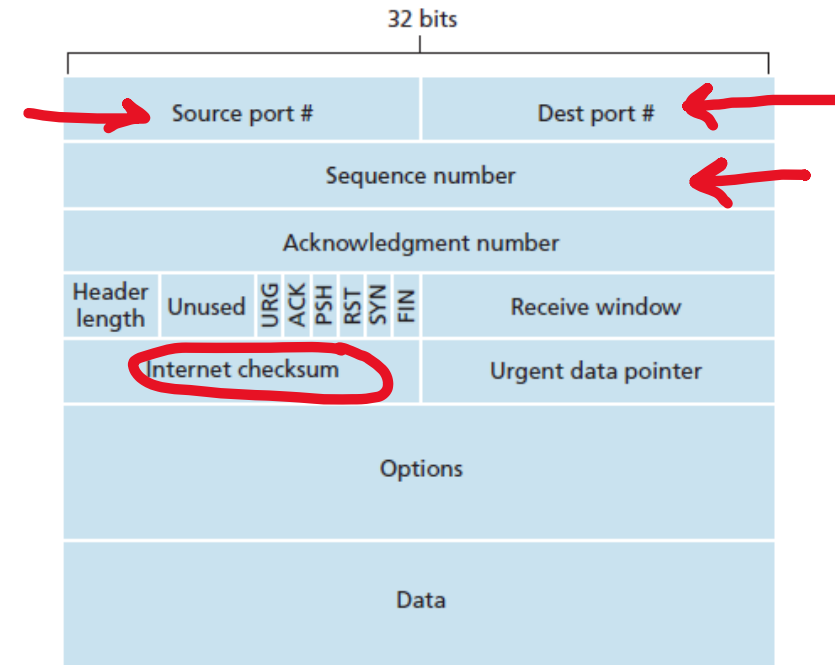 32 bits
Source port #
Dest port #
Sequence number
Acknowledgment number
Header
length
Unused
URG
ACK
PSH
RST
SYN
FIN
Receive window
Internet checksum
Urgent data pointer
Options
Data